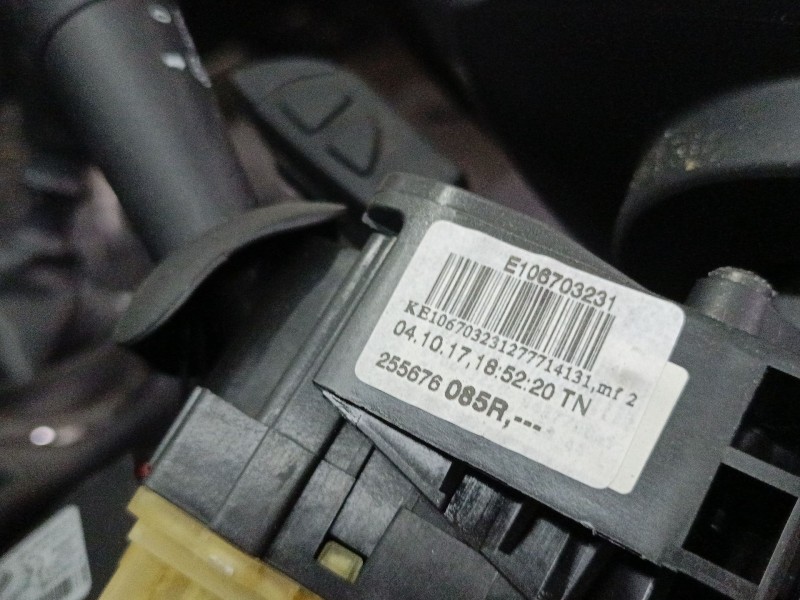 E106703231
KE106703231277714131,mf 2
04.10.17,18:52:20 TN
255676 085R,---